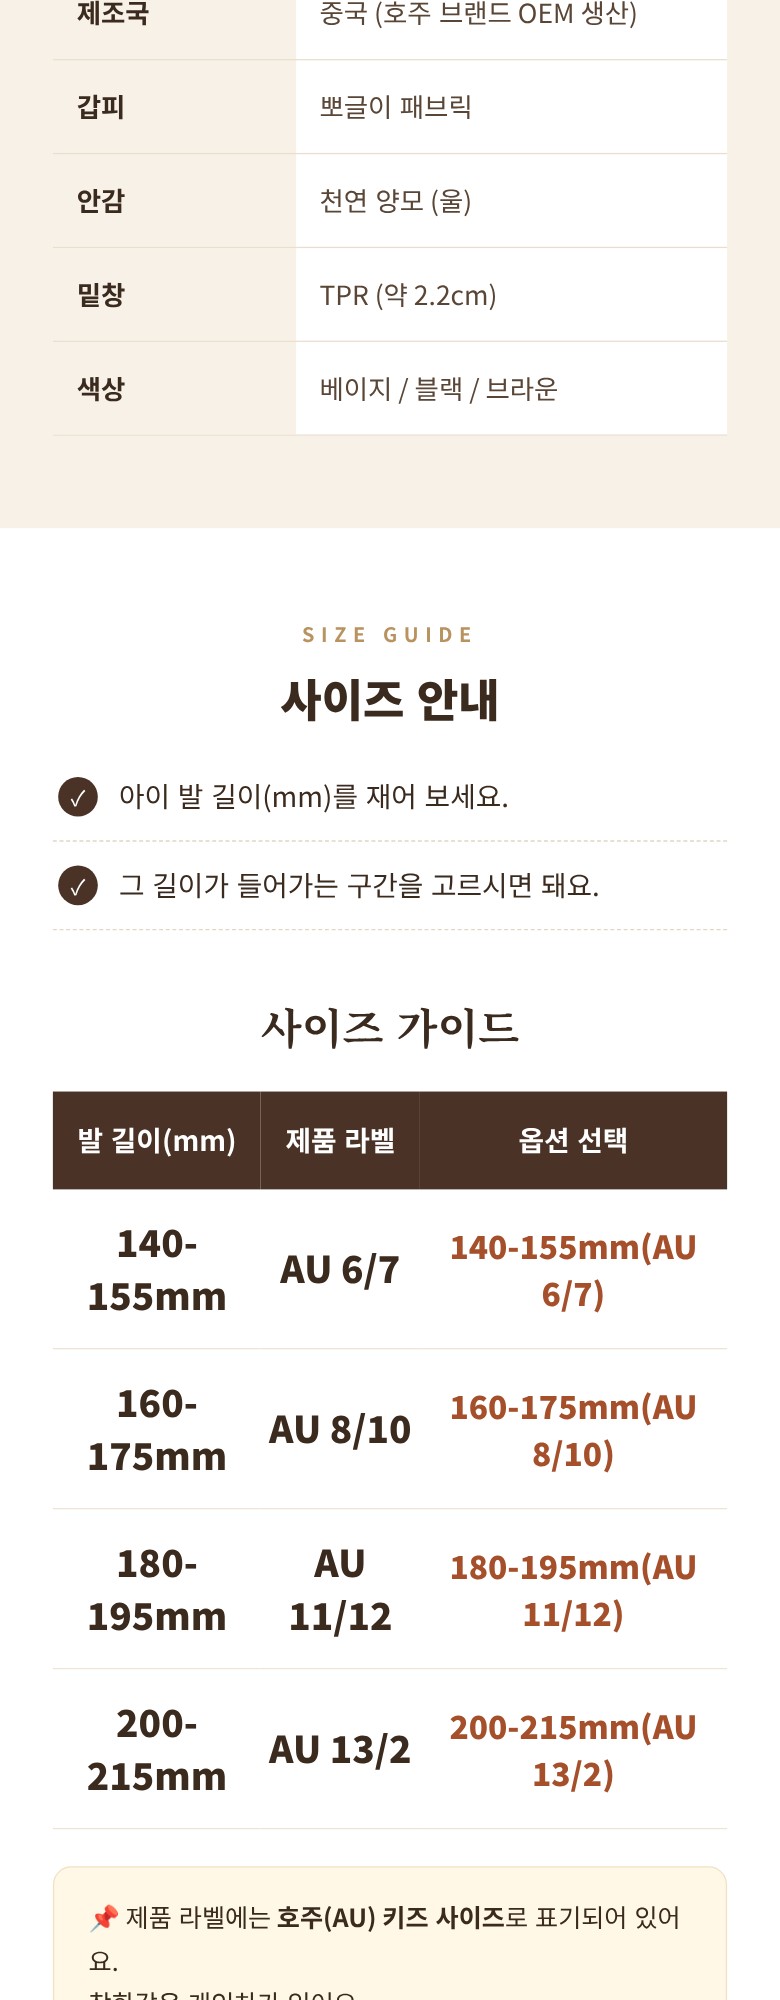 제조국 중국 (호주 브랜드 OEM 생산)
갑피 뽀글이 패브릭
안감 천연 양모 (울)
밑창 TPR (약 2.2cm)
색상 베이지 / 블랙 / 브라운
SIZE GUIDE
사이즈 안내
✓ 아이 발 길이(mm)를 재어 보세요.
✓ 그 길이가 들어가는 구간을 고르시면 돼요.
사이즈 가이드
발 길이(mm) 제품 라벨 옵션 선택
140-
155mm
AU 6/7
140-155mm(AU
6/7)
160-
175mm
AU 8/10
160-175mm(AU
8/10)
180-
195mm
AU
11/12
180-195mm(AU
11/12)
200-
215mm
AU 13/2
200-215mm(AU
13/2)
📌 제품 라벨에는 호주(AU) 키즈 사이즈로 표기되어 있어
요.